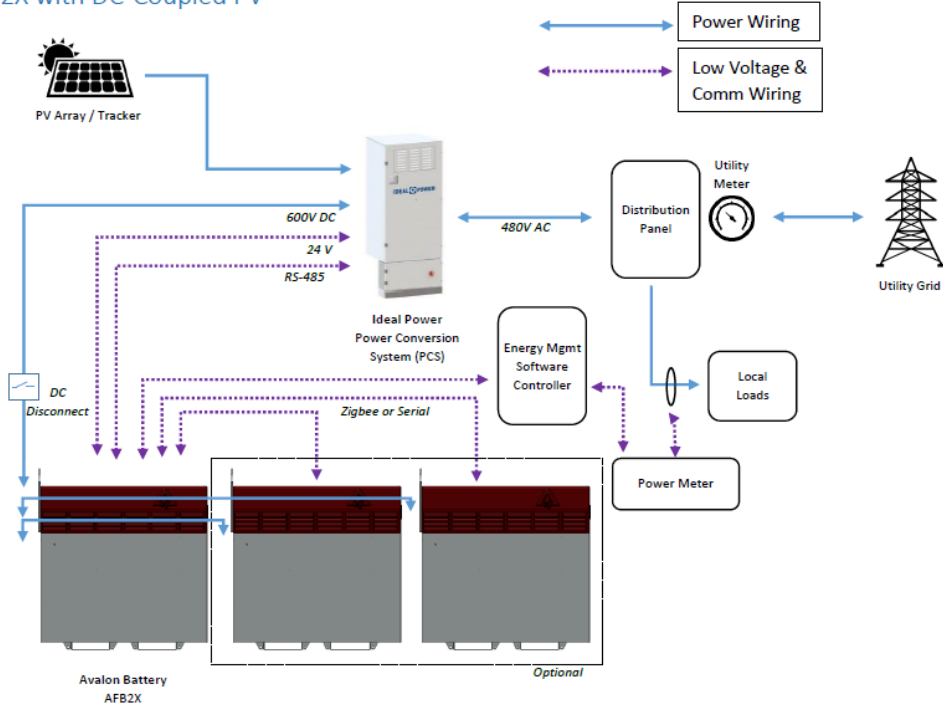 2X with DC Coupled PV
Power Wiring
Low Voltage &
Comm Wiring
PV Array / Tracker
IDEAL POWER
600V DC
24 V
RS-485
480V AC
Distribution
Panel
Utility
Meter
Utility Grid
Ideal Power
Power Conversion
System (PCS)
Energy Mgmt
Software
Controller
Local
Loads
DC
Disconnect
Zigbee or Serial
Power Meter
Optional
Avalon Battery
AFB2X